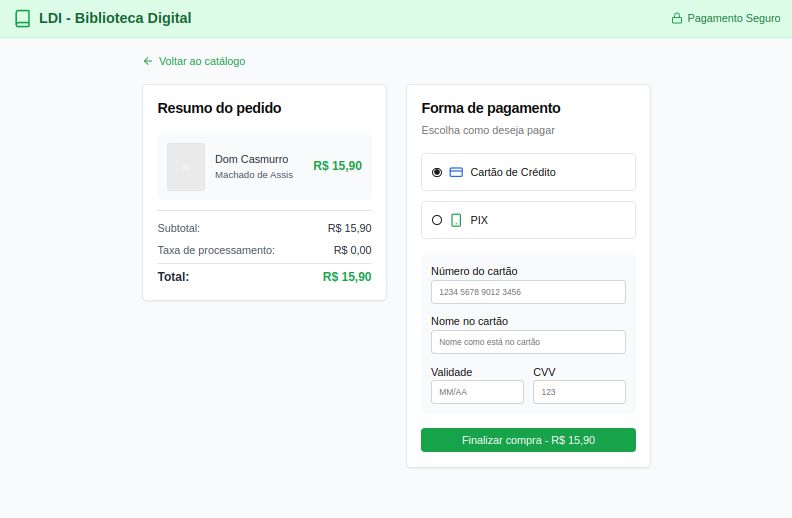 LDI - Biblioteca Digital
Pagamento Seguro
Voltar ao catálogo
Resumo do pedido
Dom Casmurro
Machado de Assis
R$ 15,90
Subtotal: R$ 15,90
Taxa de processamento: R$ 0,00
Total: R$ 15,90
Forma de pagamento
Escolha como deseja pagar
Cartão de Crédito
PIX
Número do cartão
1234 5678 9012 3456
Nome no cartão
Nome como está no cartão
Validade CVV
MM/AA 123
Finalizar compra - R$ 15,90